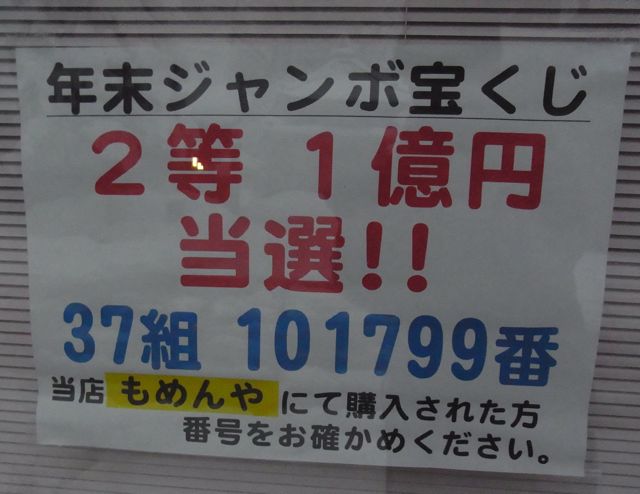 年末ジャンボ宝くじ
２等 １億円
当選!!
37組 101799番
当店 もめんや にて購入された方
番号をお確かめください。